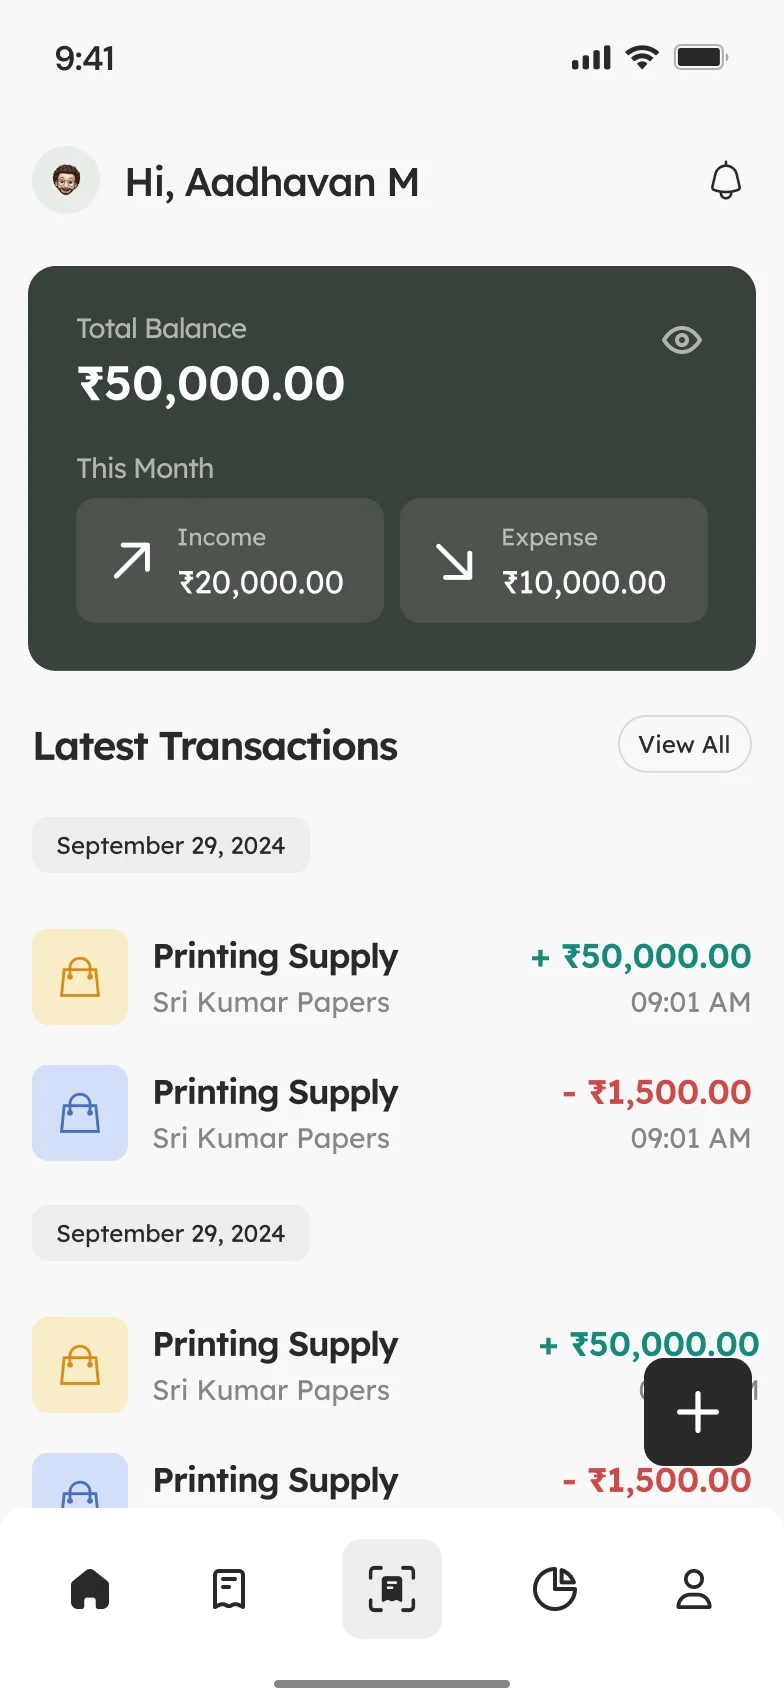 9:41
Hi, Aadhavan M
Total Balance
₹50,000.00
This Month
Income
₹20,000.00
Expense
₹10,000.00
Latest Transactions
View All
September 29, 2024
Printing Supply
+ ₹50,000.00
Sri Kumar Papers
09:01 AM
Printing Supply
- ₹1,500.00
Sri Kumar Papers
09:01 AM
September 29, 2024
Printing Supply
+ ₹50,000.00
Sri Kumar Papers
Printing Supply
- ₹1,500.00